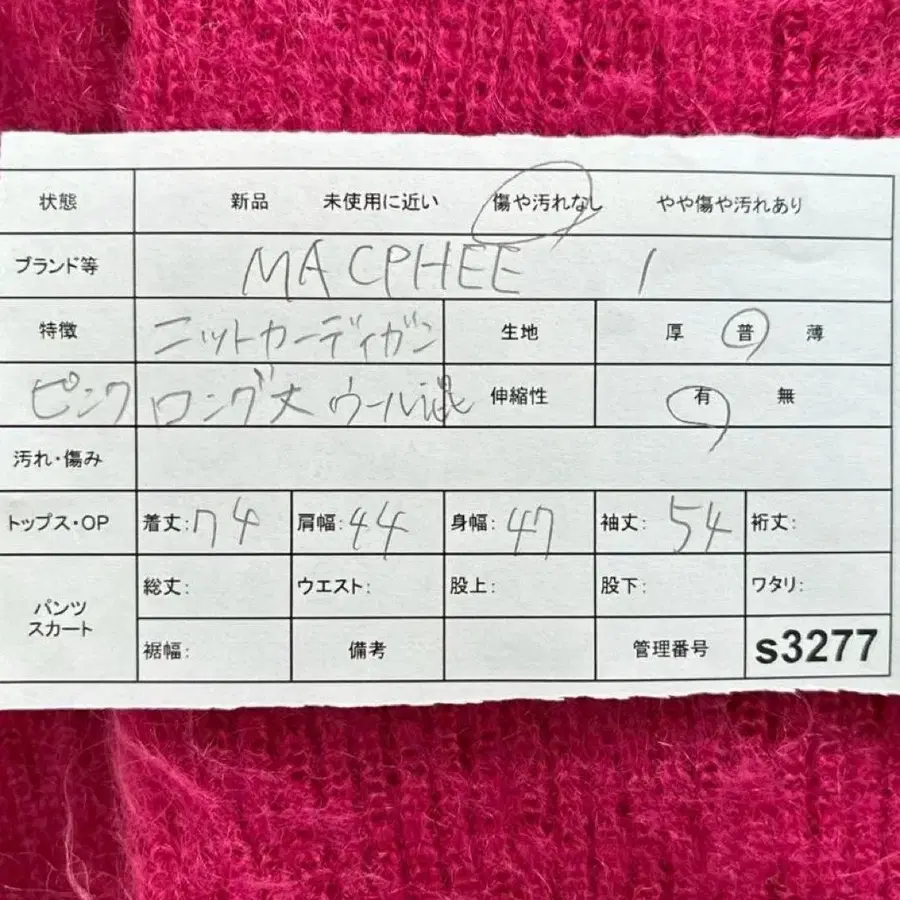 状態 新品 未使用に近い 傷や汚れなし やや傷や汚れあり
ブランド等 MACPHEE 1
特徴 ニットカーディガン 生地 厚 普 薄
ピンク ロング丈 ウール混 伸縮性 有 無
汚れ・傷み
トップス・OP 着丈:74 肩幅:44 身幅:47 袖丈:54 裄丈:
パンツ スカート 総丈: ウエスト: 股上: 股下: ワタリ:
裾幅: 備考 管理番号 s3277